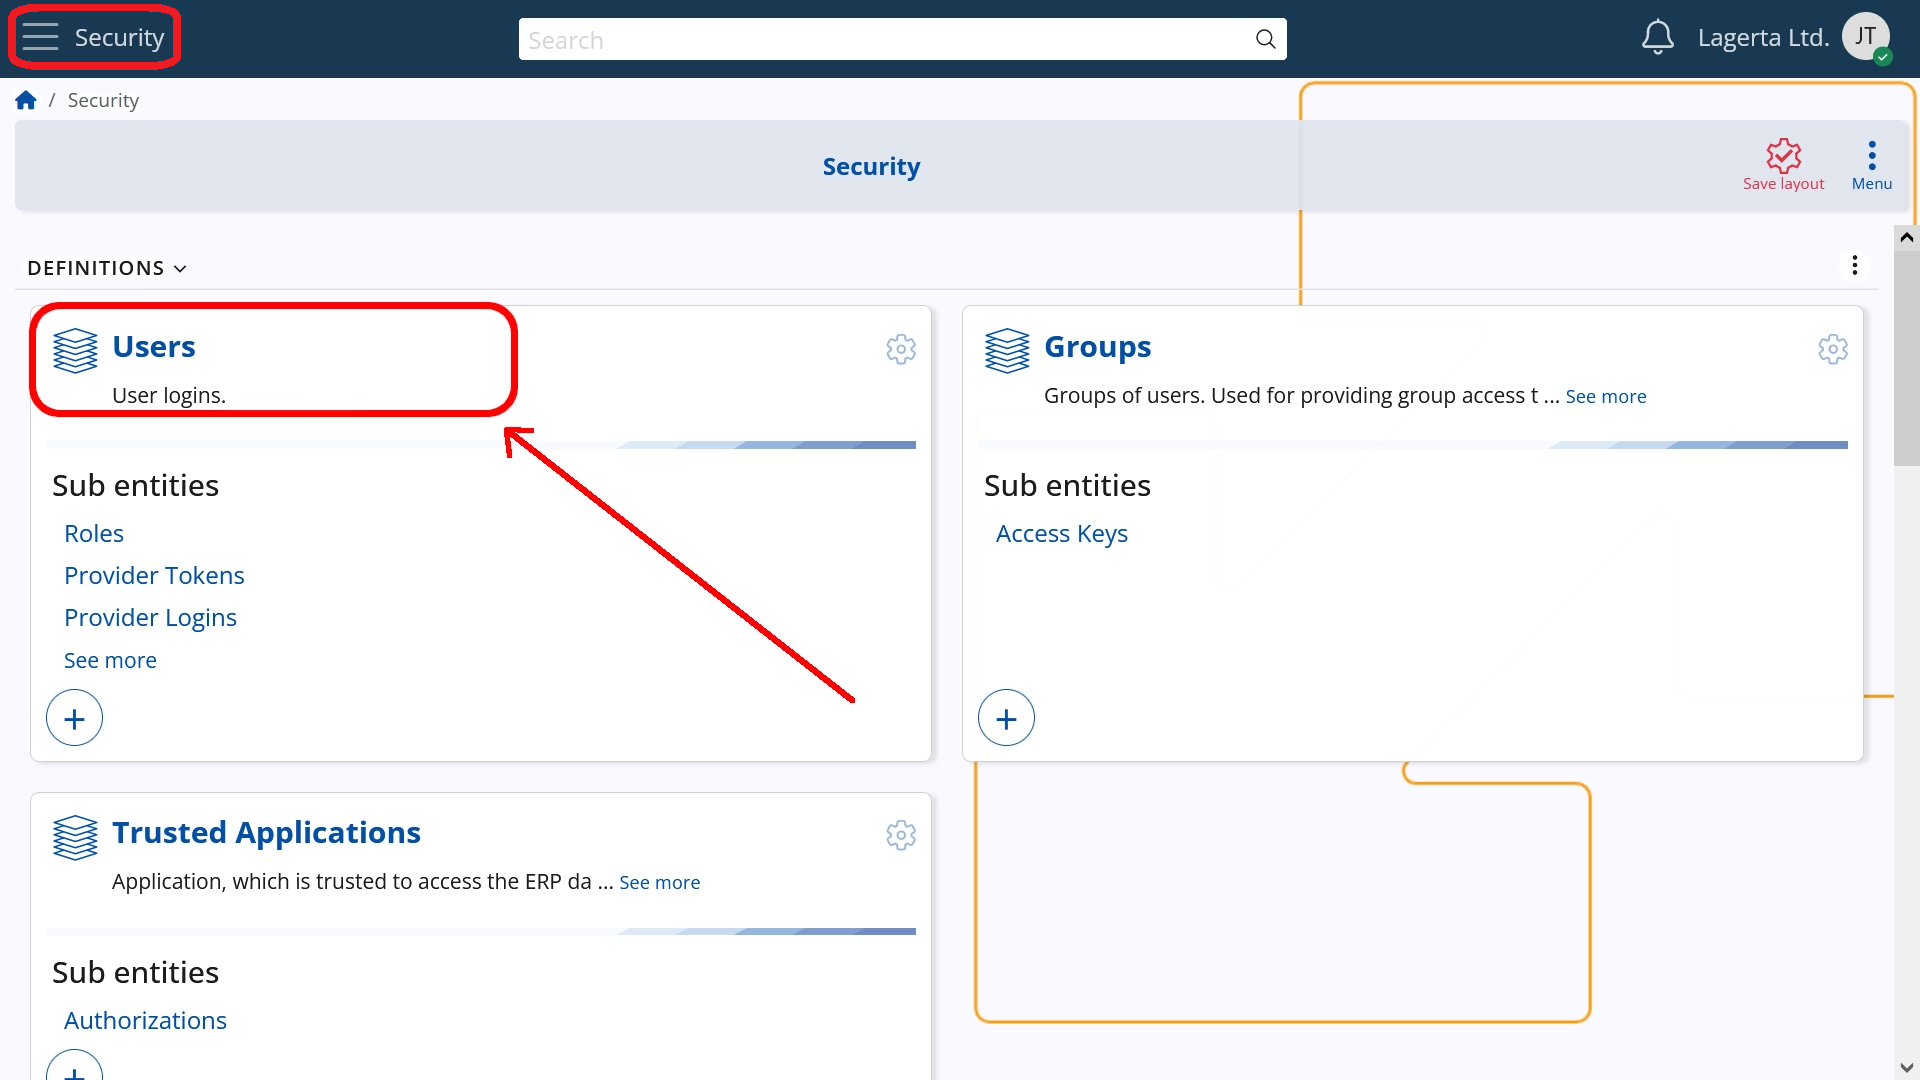 Security
Search
Lagerta Ltd.
JT
/ Security
Security
Save layout
Menu
DEFINITIONS
Users
User logins.
Sub entities
Roles
Provider Tokens
Provider Logins
See more
Groups
Groups of users. Used for providing group access t ... See more
Sub entities
Access Keys
Trusted Applications
Application, which is trusted to access the ERP da ... See more
Sub entities
Authorizations